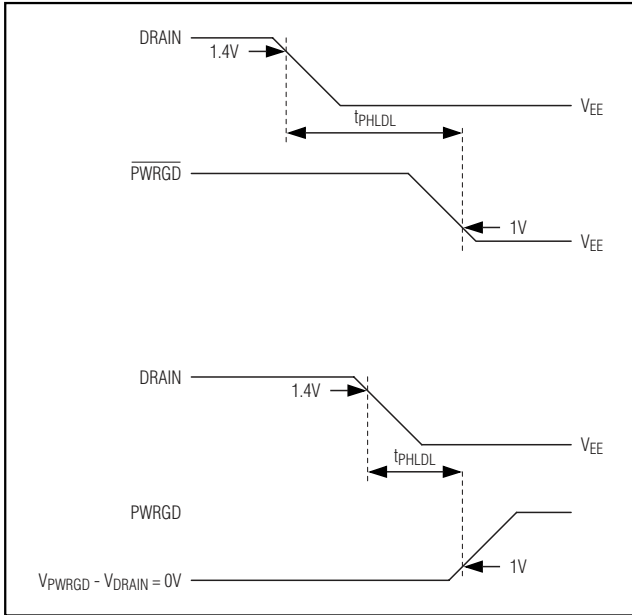 DRAIN
1.4V
VEE
tPHLDL
PWRGD
1V
VEE
DRAIN
1.4V
VEE
tPHLDL
PWRGD
1V
VPWRGD - VDRAIN = 0V